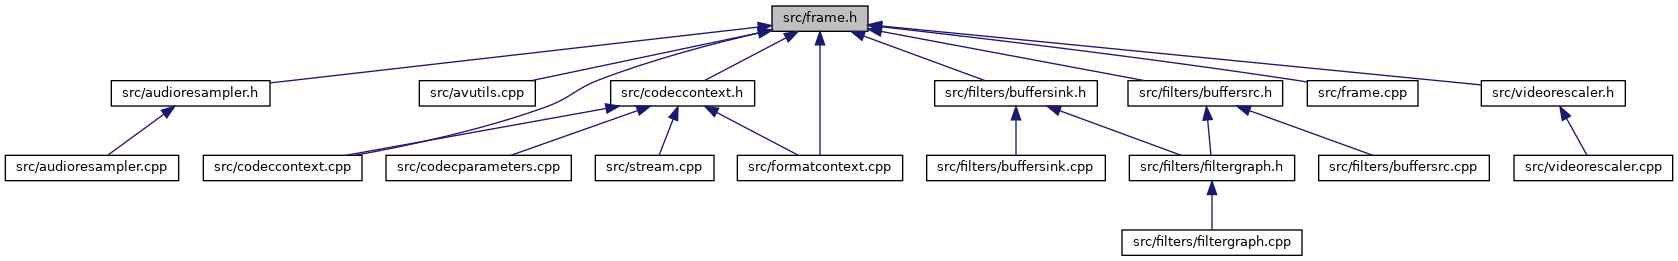 src/frame.h
src/audioresampler.h
src/avutils.cpp
src/codeccontext.h
src/filters/buffersink.h
src/filters/buffersrc.h
src/frame.cpp
src/videorescaler.h
src/audioresampler.cpp
src/codeccontext.cpp
src/codecparameters.cpp
src/stream.cpp
src/formatcontext.cpp
src/filters/buffersink.cpp
src/filters/filtergraph.h
src/filters/buffersrc.cpp
src/videorescaler.cpp
src/filters/filtergraph.cpp